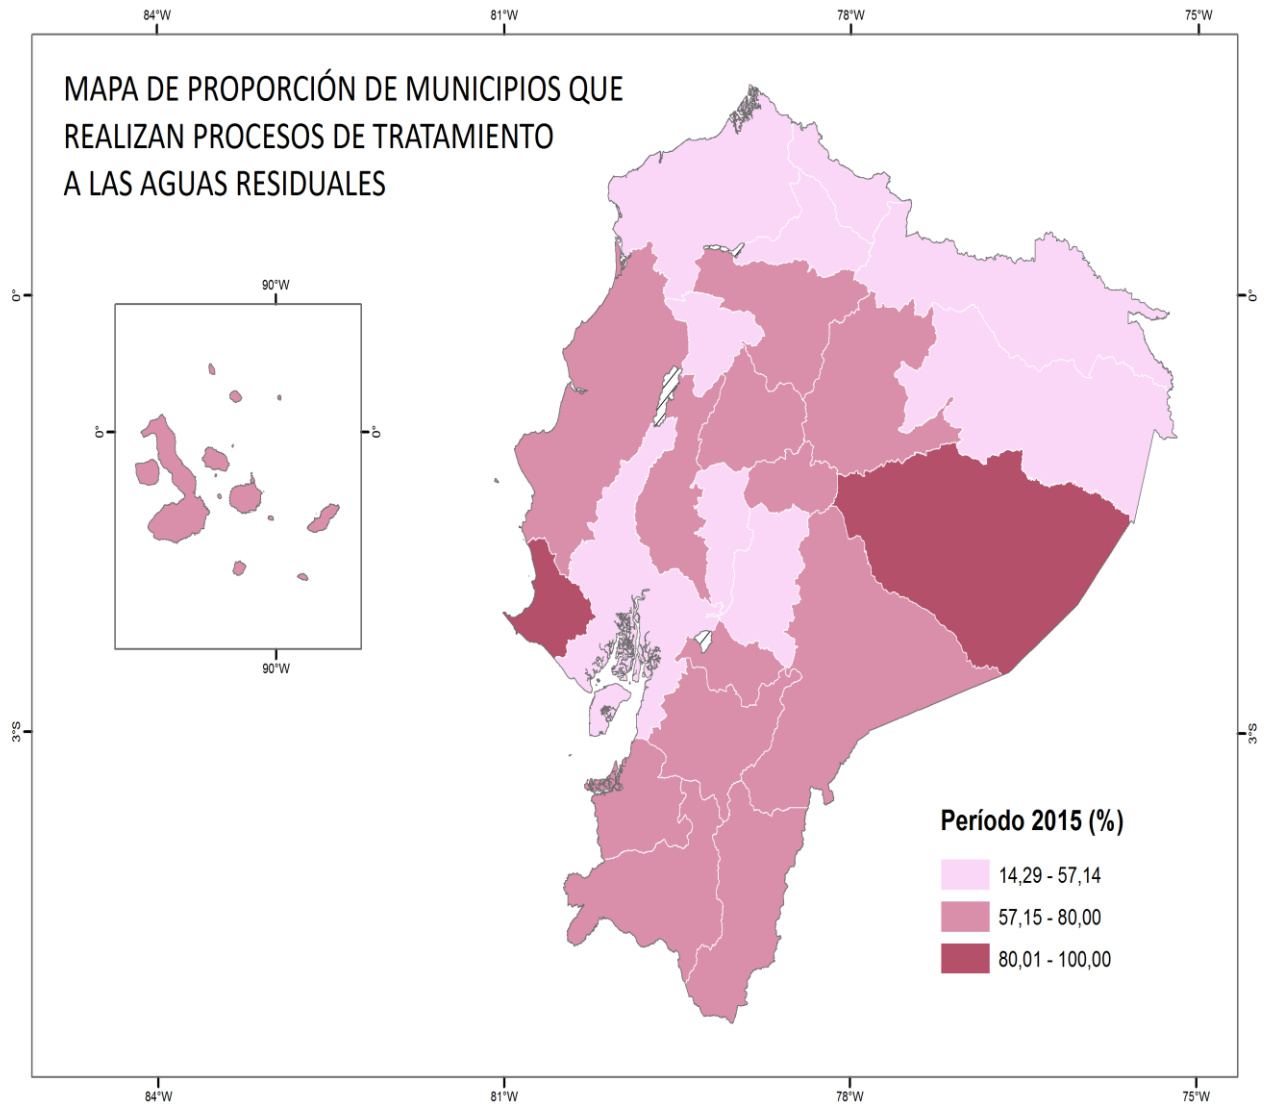 84°W
81°W
78°W
75°W
MAPA DE PROPORCIÓN DE MUNICIPIOS QUE
REALIZAN PROCESOS DE TRATAMIENTO
A LAS AGUAS RESIDUALES
90°W
0°
0°
0°
0°
90°W
3°S
3°S
Período 2015 (%)
14,29 - 57,14
57,15 - 80,00
80,01 - 100,00
84°W
81°W
78°W
75°W